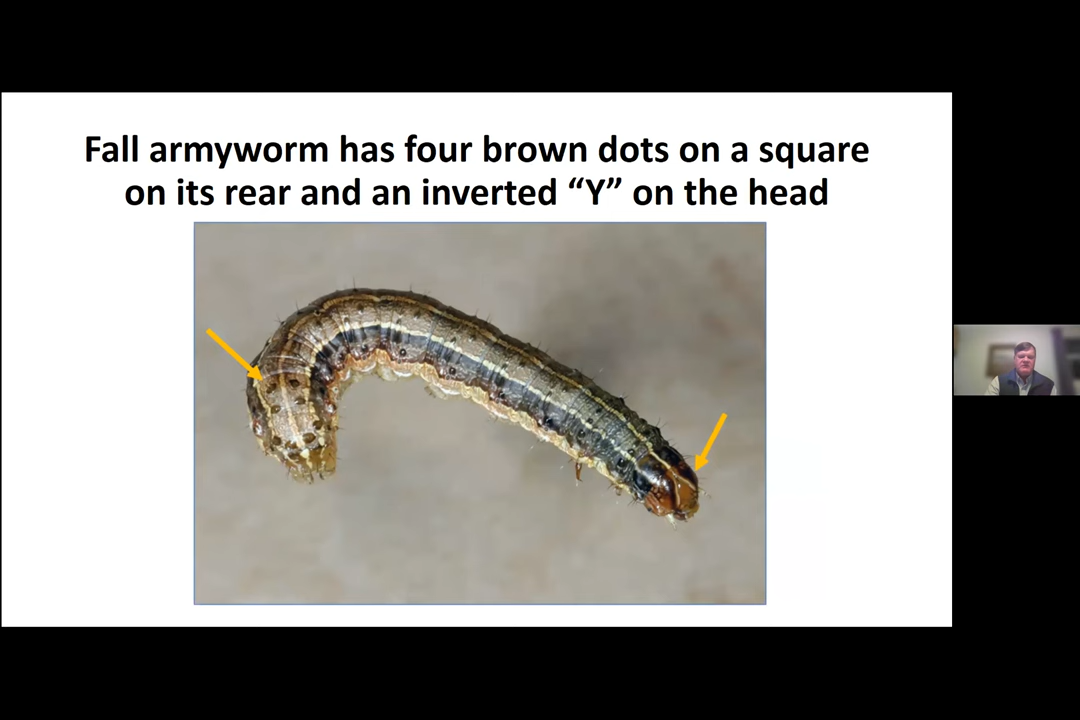 Fall armyworm has four brown dots on a square
on its rear and an inverted “Y” on the head